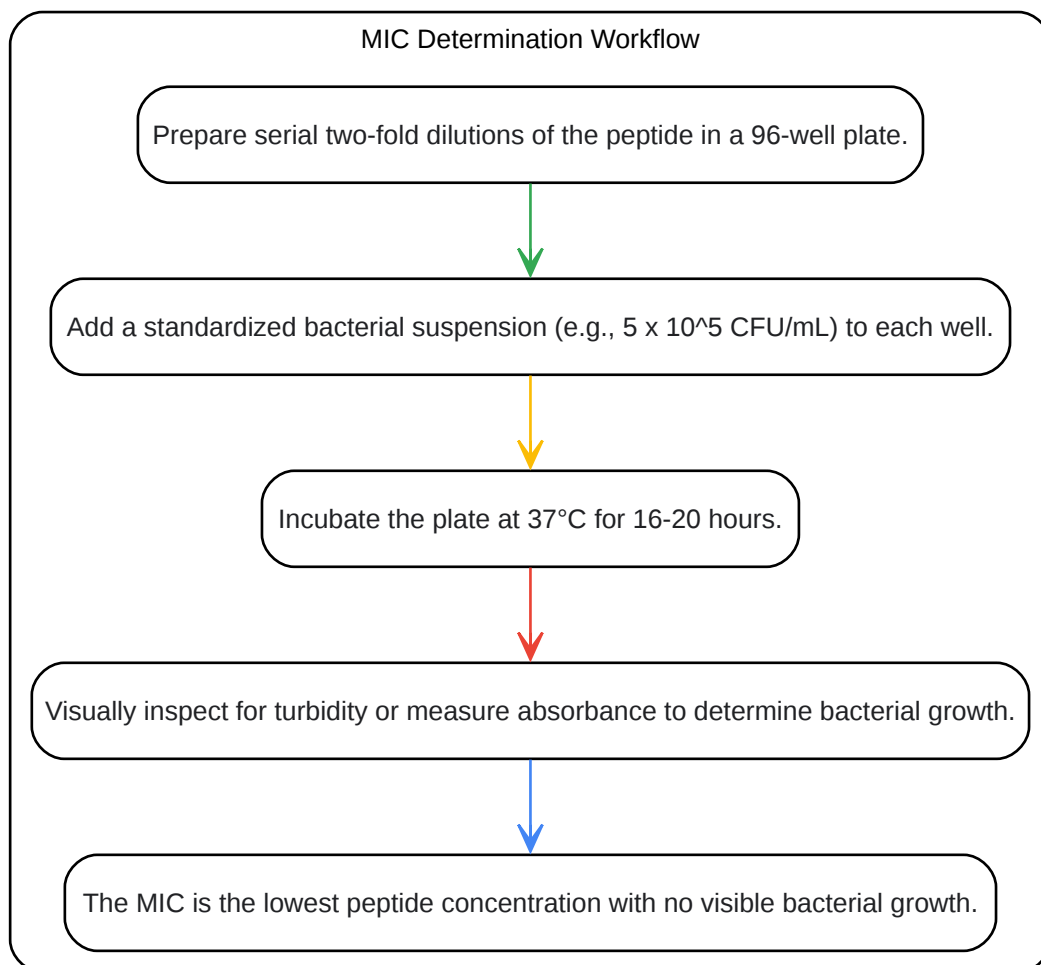 MIC Determination Workflow
Prepare serial two-fold dilutions of the peptide in a 96-well plate.
Add a standardized bacterial suspension (e.g., 5 x 10^5 CFU/mL) to each well.
Incubate the plate at 37°C for 16-20 hours.
Visually inspect for turbidity or measure absorbance to determine bacterial growth.
The MIC is the lowest peptide concentration with no visible bacterial growth.